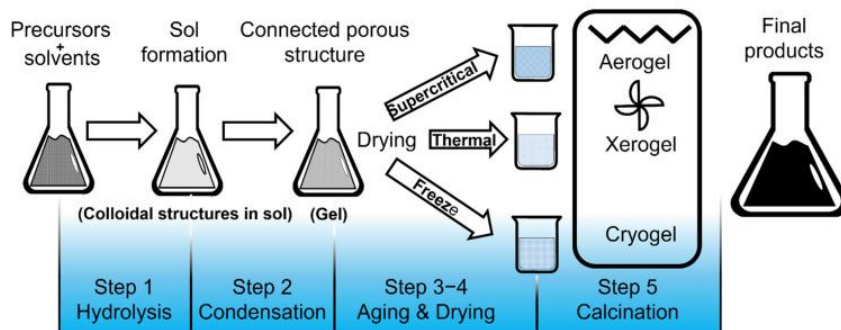 Precursors
+
solvents
Sol
formation
Connected porous
structure
Final
products
Supercritical
Drying
Thermal
Freeze
Aerogel
Xerogel
Cryogel
(Colloidal structures in sol)
(Gel)
Step 1
Hydrolysis
Step 2
Condensation
Step 3–4
Aging & Drying
Step 5
Calcination